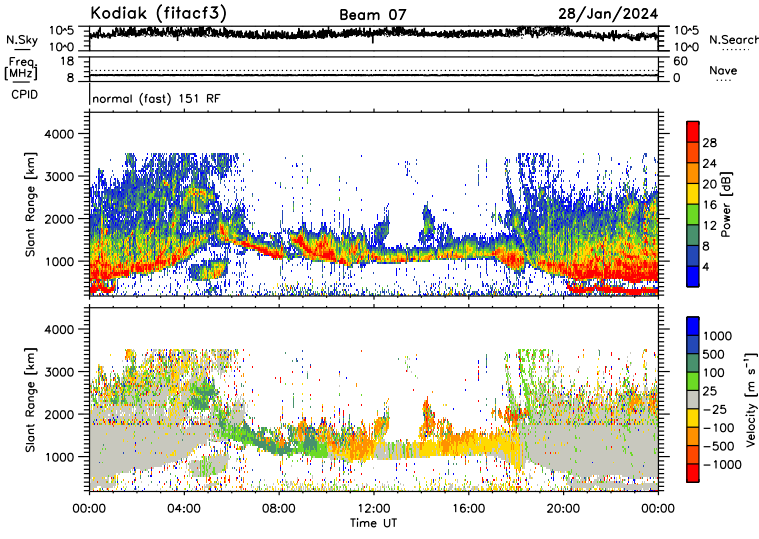 Kodiak (fitacf3) Beam 07 28/Jan/2024
N.Sky 10^5 10^0 10^5 10^0 N.Search
Freq. [MHz] 18 8 60 0 Nave
CPID normal (fast) 151 RF
Slant Range [km]
4000
3000
2000
1000
28
24
20
16
12
8
4
Power [dB]
Slant Range [km]
4000
3000
2000
1000
1000
500
100
25
-25
-100
-500
-1000
Velocity [m s⁻¹]
00:00 04:00 08:00 12:00 16:00 20:00 00:00
Time UT